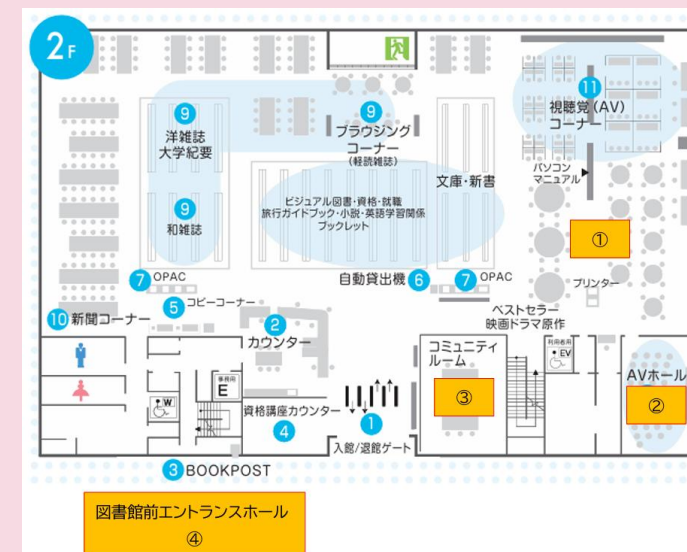 2F
9
洋雑誌
大学紀要
9
ブラウジング
コーナー
(軽読雑誌)
11
視聴覚(AV)
コーナー
文庫・新書
パソコン
マニュアル
ビジュアル図書・資格・就職
旅行ガイドブック・小説・英語学習関係
ブックレット
9
和雑誌
①
7 OPAC
自動貸出機 6
7 OPAC
プリンター
5 コピーコーナー
10 新聞コーナー
2
カウンター
ベストセラー
映画ドラマ原作
コミュニティ
ルーム
③
利用者用
EV
AVホール
②
事務用
E
W
資格講座カウンター
4
1
入館/退館ゲート
3 BOOKPOST
図書館前エントランスホール
④